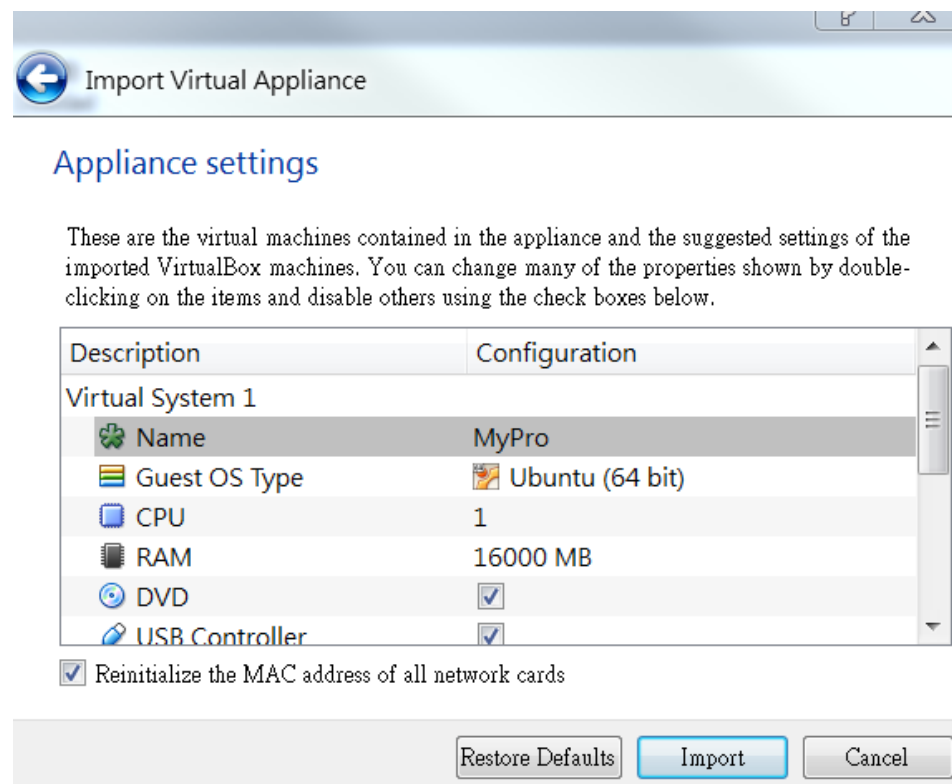 Import Virtual Appliance
Appliance settings
These are the virtual machines contained in the appliance and the suggested settings of the
imported VirtualBox machines. You can change many of the properties shown by double-
clicking on the items and disable others using the check boxes below.
Description Configuration
Virtual System 1
Name MyPro
Guest OS Type Ubuntu (64 bit)
CPU 1
RAM 16000 MB
DVD
USB Controller
Reinitialize the MAC address of all network cards
Restore Defaults Import Cancel